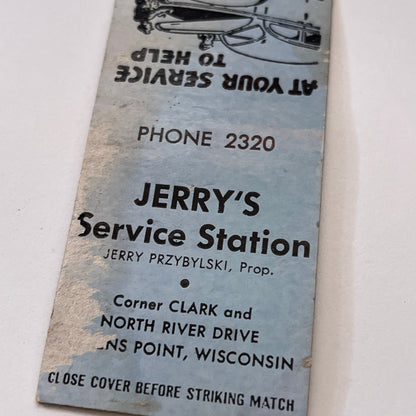 AT YOUR SERVICE
TO HELP
PHONE 2320
JERRY'S
Service Station
JERRY PRZYBYLSKI, Prop.
•
Corner CLARK and
NORTH RIVER DRIVE
ENS POINT, WISCONSIN
CLOSE COVER BEFORE STRIKING MATCH